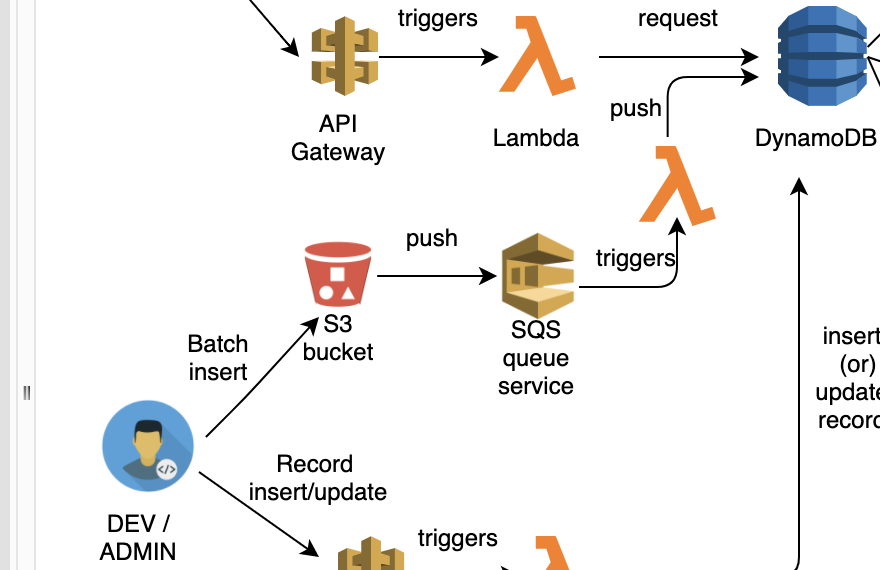 triggers
request
API
Gateway
Lambda
push
DynamoDB
push
triggers
S3
bucket
SQS
queue
service
Batch
insert
insert
(or)
update
record
Record
insert/update
DEV /
ADMIN
triggers